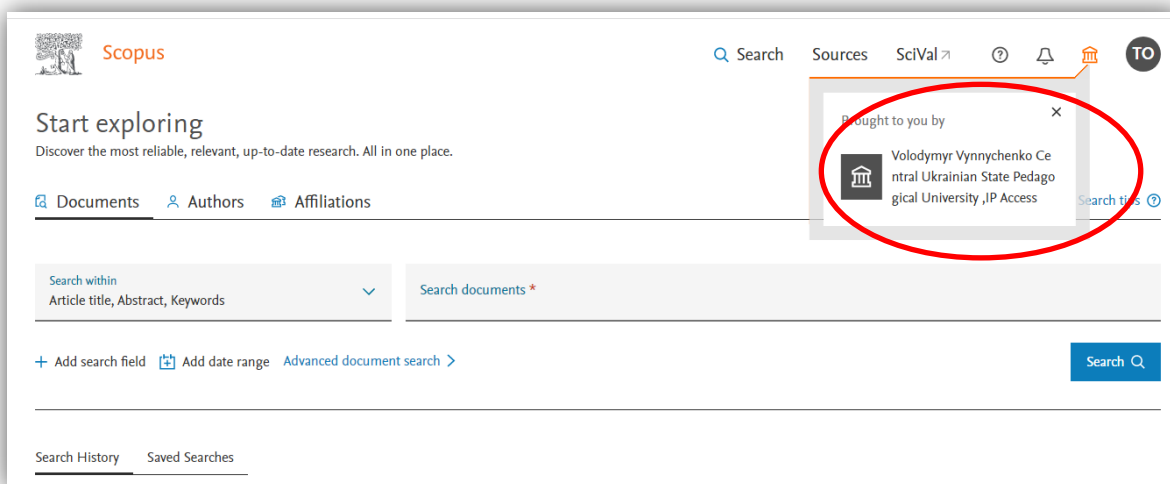 Scopus
Search Sources SciVal TO
Start exploring
Discover the most reliable, relevant, up-to-date research. All in one place.
Brought to you by
Volodymyr Vynnychenko Ce
ntral Ukrainian State Pedago
gical University ,IP Access
Documents Authors Affiliations
Search tips
Search within
Article title, Abstract, Keywords
Search documents *
Add search field Add date range Advanced document search
Search
Search History Saved Searches